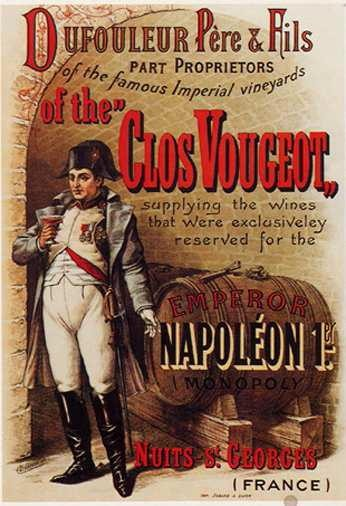 DUFOULEUR Père & Fils
PART PROPRIETORS
of the famous Imperial vineyards
of the"
CLOS VOUGEOT„
supplying the wines
that were exclusiveley
reserved for the
EMPEROR
NAPOLÉON 1er
(MONOPOLY)
NUITS-St GEORGES
(FRANCE)